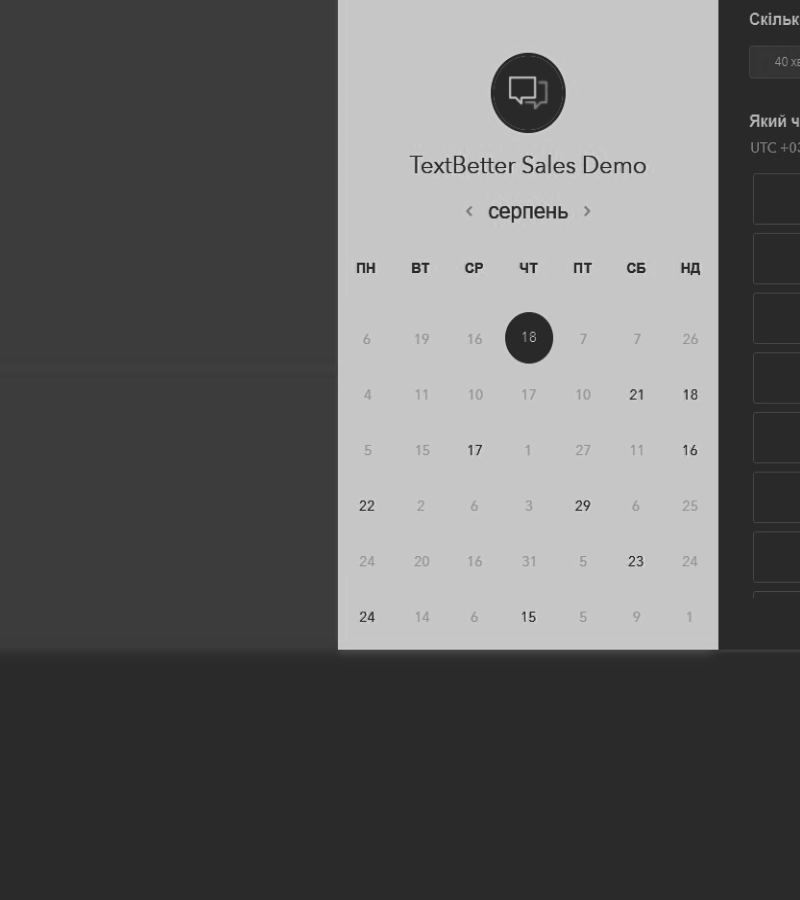 TextBetter Sales Demo
серпень
ПН ВТ СР ЧТ ПТ СБ НД
6 19 16 18 7 7 26
4 11 10 17 10 21 18
5 15 17 1 27 11 16
22 2 6 3 29 6 25
24 20 16 31 5 23 24
24 14 6 15 5 9 1
Скільк
40 хв
Який ч
UTC +03